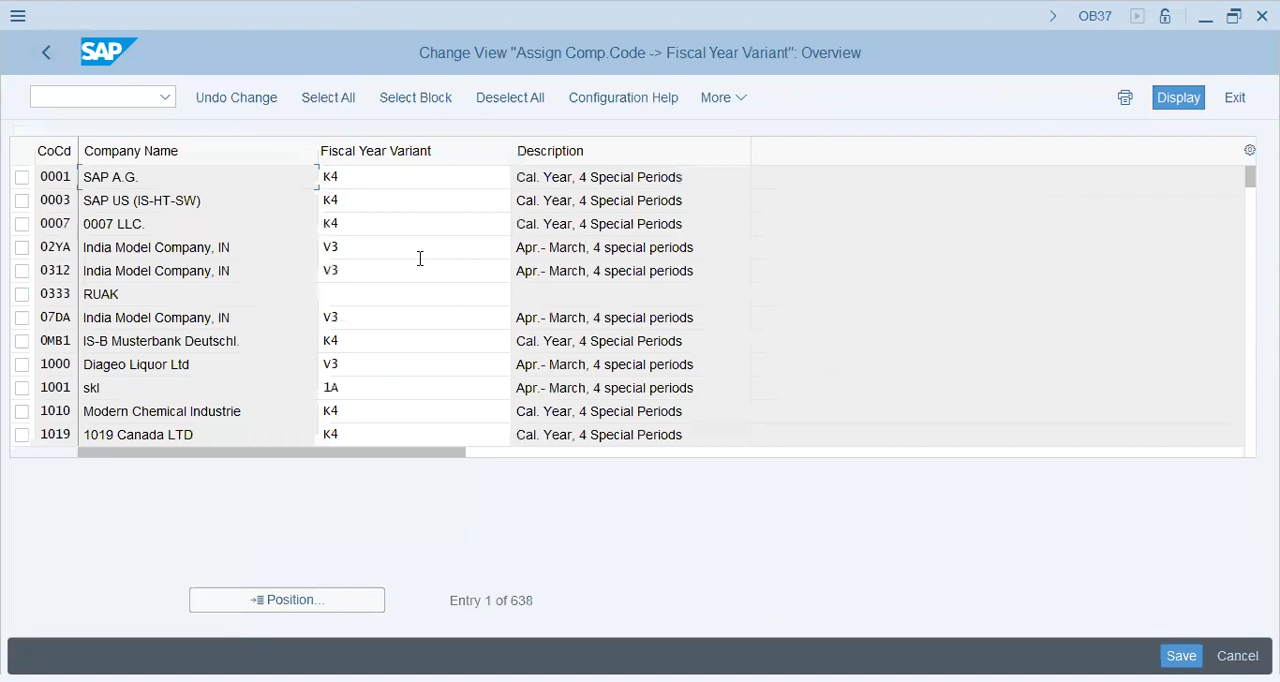 OB37
SAP Change View "Assign Comp.Code -> Fiscal Year Variant": Overview
Undo Change Select All Select Block Deselect All Configuration Help More Display Exit
CoCd Company Name Fiscal Year Variant Description
0001 SAP A.G. K4 Cal. Year, 4 Special Periods
0003 SAP US (IS-HT-SW) K4 Cal. Year, 4 Special Periods
0007 0007 LLC. K4 Cal. Year, 4 Special Periods
02YA India Model Company, IN V3 Apr.- March, 4 special periods
0312 India Model Company, IN V3 Apr.- March, 4 special periods
0333 RUAK
07DA India Model Company, IN V3 Apr.- March, 4 special periods
0MB1 IS-B Musterbank Deutschl. K4 Cal. Year, 4 Special Periods
1000 Diageo Liquor Ltd V3 Apr.- March, 4 special periods
1001 skl 1A Apr.- March, 4 special periods
1010 Modern Chemical Industrie K4 Cal. Year, 4 Special Periods
1019 1019 Canada LTD K4 Cal. Year, 4 Special Periods
Position... Entry 1 of 638
Save Cancel